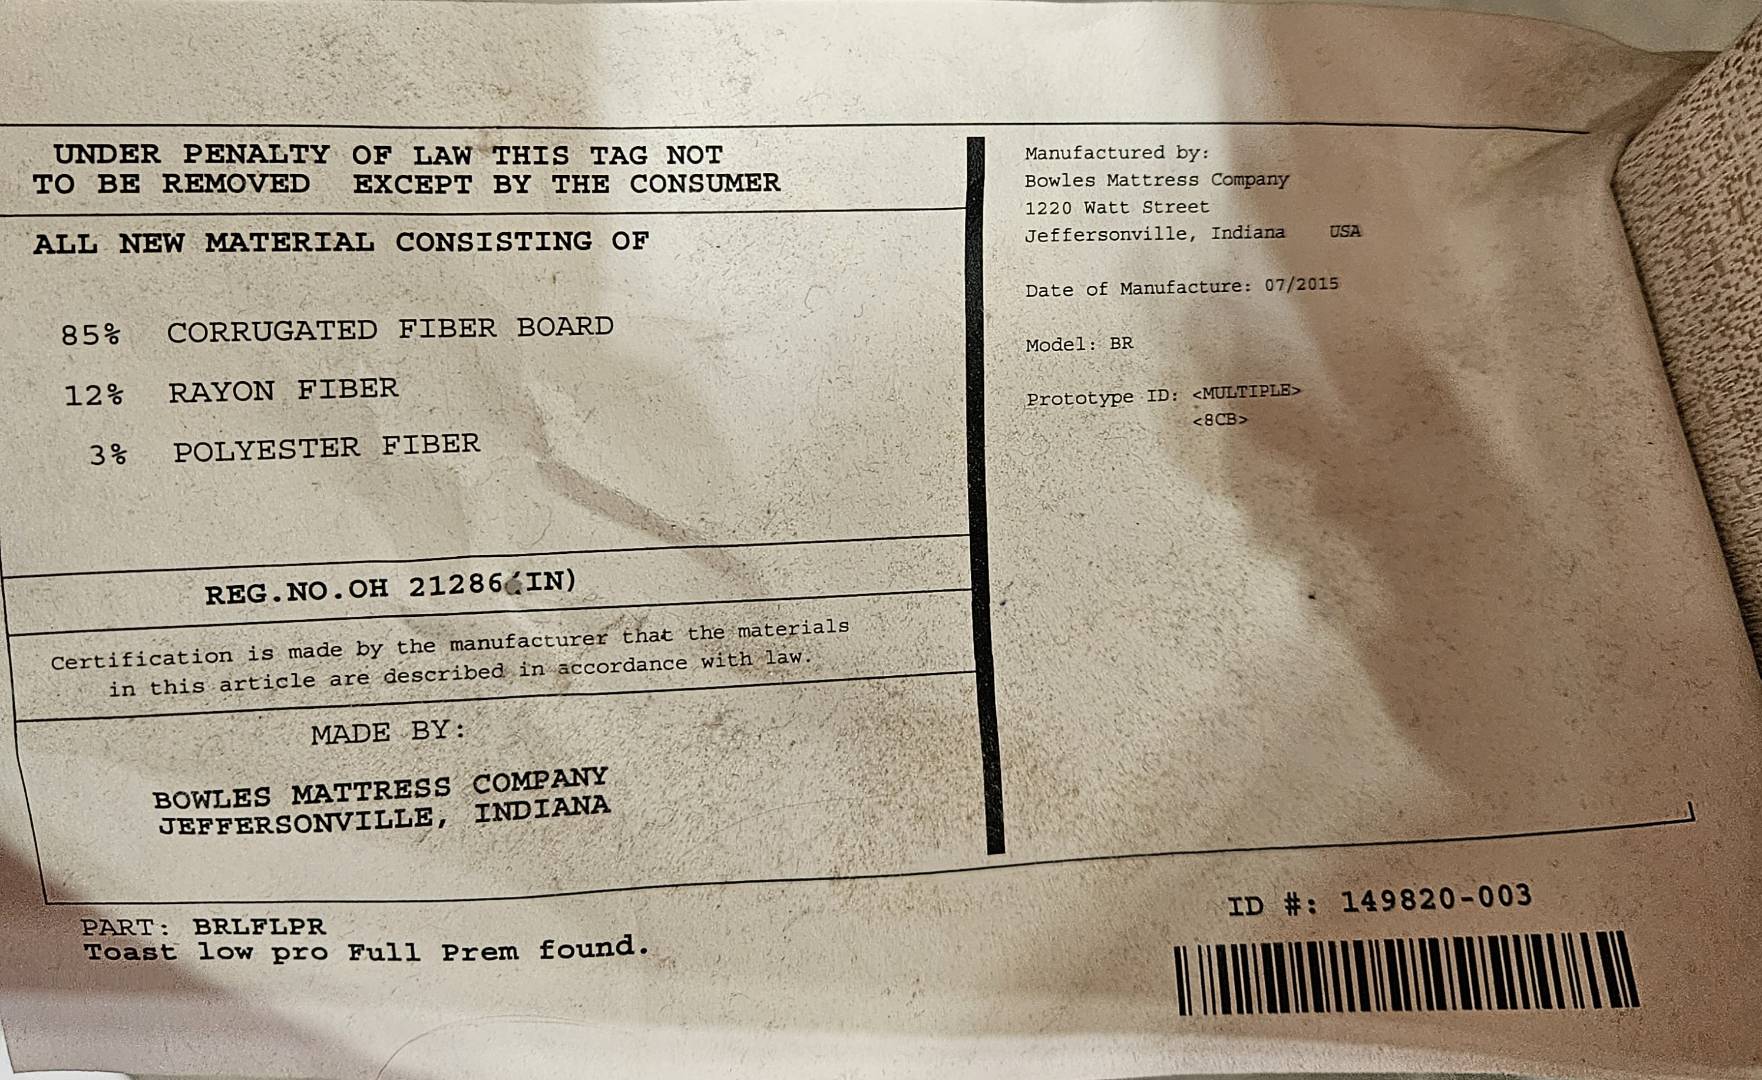 UNDER PENALTY OF LAW THIS TAG NOT
TO BE REMOVED EXCEPT BY THE CONSUMER
ALL NEW MATERIAL CONSISTING OF
85% CORRUGATED FIBER BOARD
12% RAYON FIBER
3% POLYESTER FIBER
REG.NO.OH 21286(IN)
Certification is made by the manufacturer that the materials
in this article are described in accordance with law.
MADE BY:
BOWLES MATTRESS COMPANY
JEFFERSONVILLE, INDIANA
Manufactured by:
Bowles Mattress Company
1220 Watt Street
Jeffersonville, Indiana USA
Date of Manufacture: 07/2015
Model: BR
Prototype ID: <MULTIPLE>
<8CB>
PART: BRLFLPR
Toast low pro Full Prem found.
ID #: 149820-003